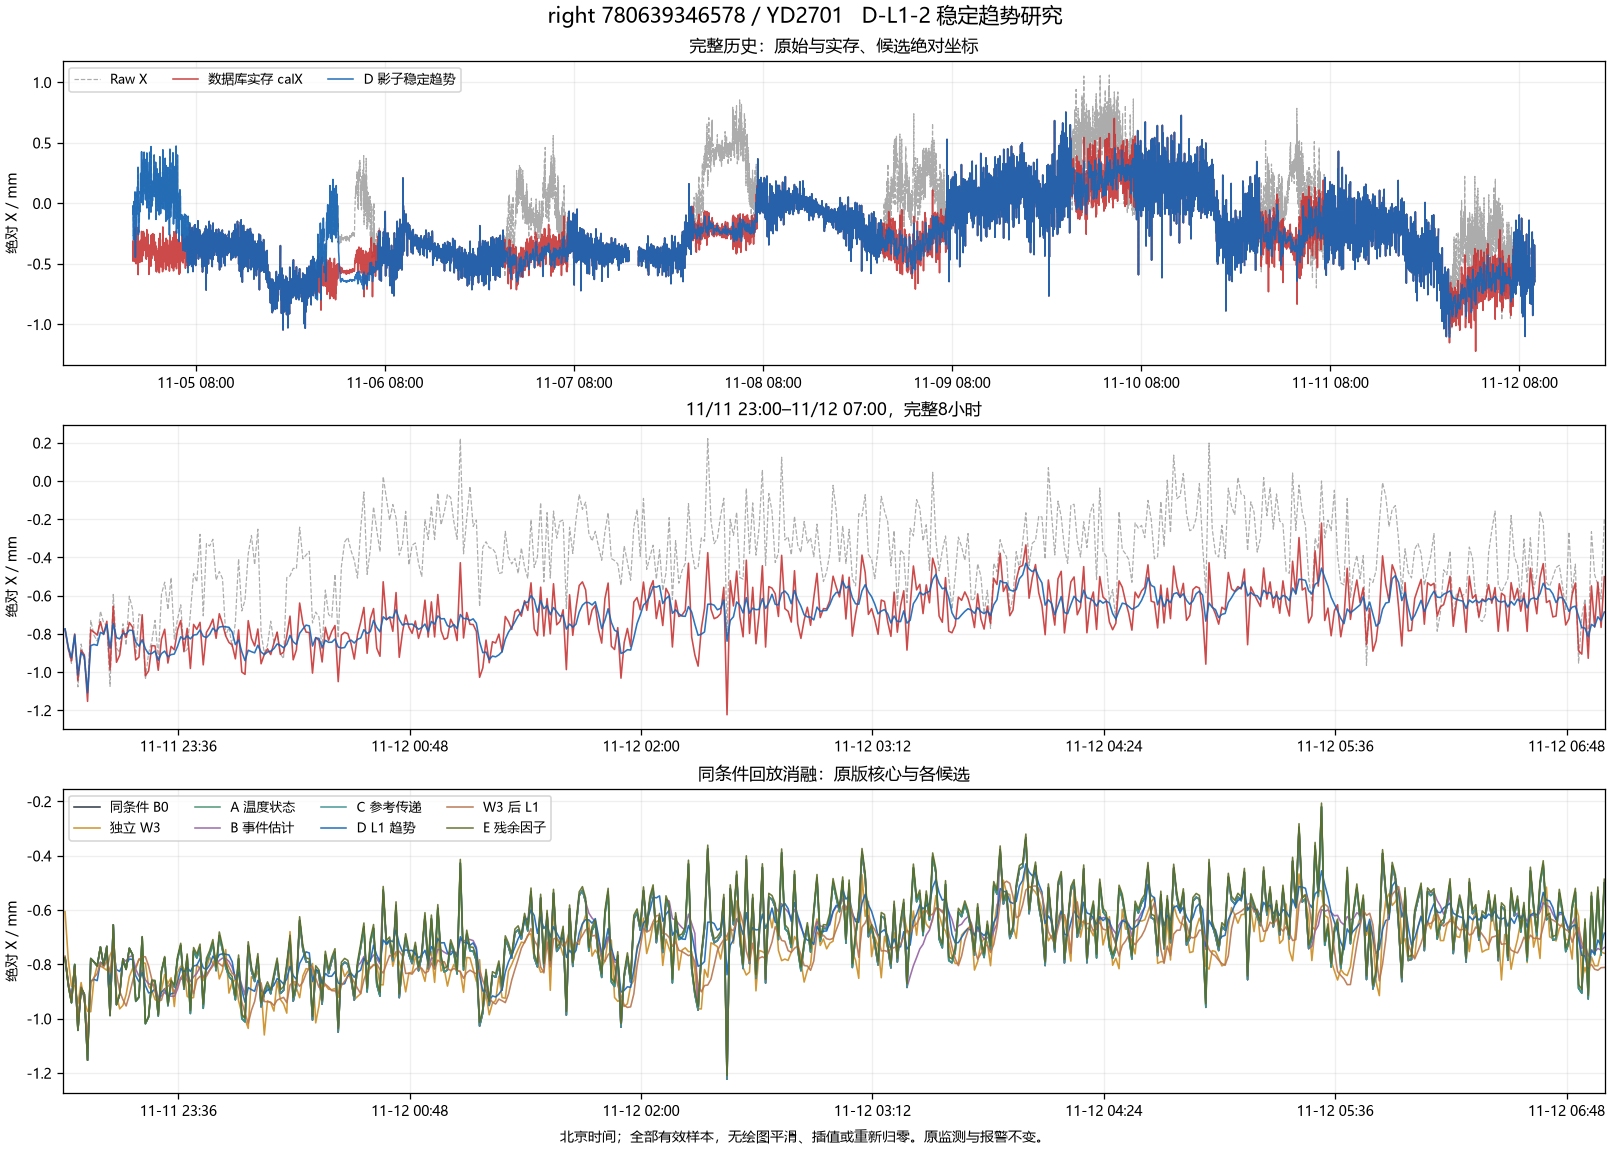 right 780639346578 / YD2701   D-L1-2 稳定趋势研究
完整历史：原始与实存、候选绝对坐标
Raw X  数据库实存 calX  D 影子稳定趋势
绝对 X / mm
1.0
0.5
0.0
-0.5
-1.0
11-05 08:00  11-06 08:00  11-07 08:00  11-08 08:00  11-09 08:00  11-10 08:00  11-11 08:00  11-12 08:00
11/11 23:00–11/12 07:00，完整8小时
绝对 X / mm
0.2
0.0
-0.2
-0.4
-0.6
-0.8
-1.0
-1.2
11-11 23:36  11-12 00:48  11-12 02:00  11-12 03:12  11-12 04:24  11-12 05:36  11-12 06:48
同条件回放消融：原版核心与各候选
同条件 B0  A 温度状态  C 参考传递  W3 后 L1
独立 W3  B 事件估计  D L1 趋势  E 残余因子
绝对 X / mm
-0.2
-0.4
-0.6
-0.8
-1.0
-1.2
11-11 23:36  11-12 00:48  11-12 02:00  11-12 03:12  11-12 04:24  11-12 05:36  11-12 06:48
北京时间；全部有效样本，无绘图平滑、插值或重新归零。原监测与报警不变。